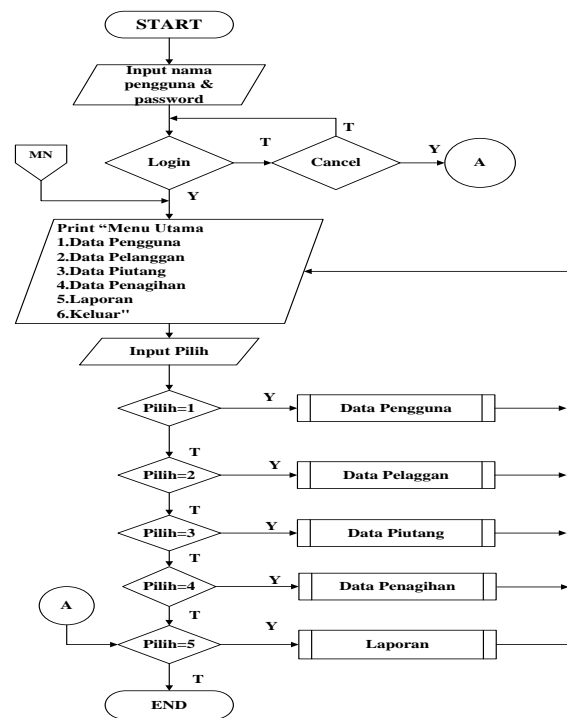 START
Input nama
pengguna &
password
MN
Login
T
T
Cancel
Y
A
Y
Print “Menu Utama
1.Data Pengguna
2.Data Pelanggan
3.Data Piutang
4.Data Penagihan
5.Laporan
6.Keluar"
Input Pilih
Pilih=1
Y
Data Pengguna
T
Pilih=2
Y
Data Pelaggan
T
Pilih=3
Y
Data Piutang
T
Pilih=4
Y
Data Penagihan
A
T
Pilih=5
Y
Laporan
T
END